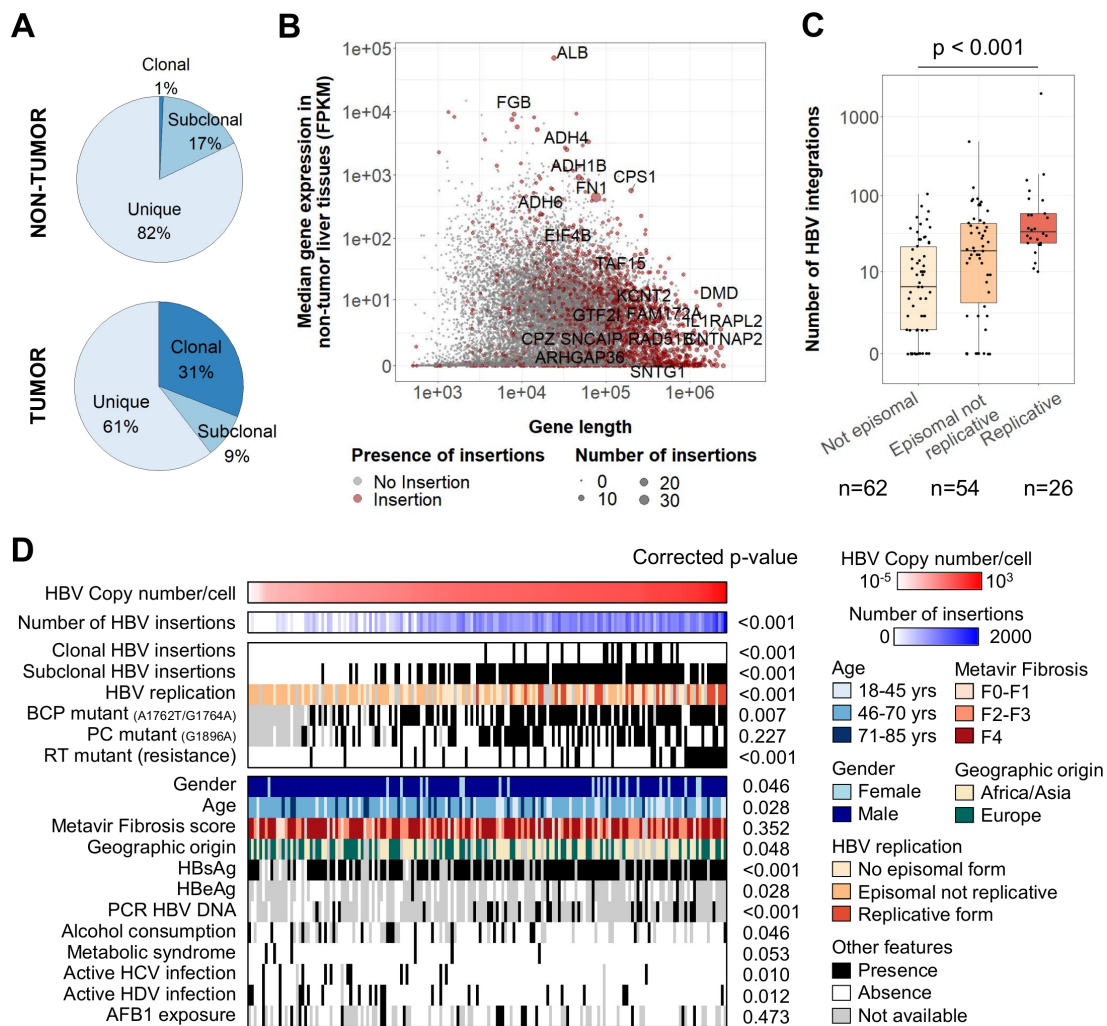 A
NON-TUMOR
Clonal
1%
Subclonal
17%
Unique
82%
TUMOR
Clonal
31%
Unique
61%
Subclonal
9%
B
Median gene expression in
non-tumor liver tissues (FPKM)
1e+05
1e+04
1e+03
1e+02
1e+01
0
ALB
FGB
ADH4
ADH1B
CPS1
FN1
ADH6
EIF4B
TAF15
KCNT2
DMD
GTF2I
FAM172A
IL1RAPL2
CPZ
SNCAIP
RAD51B
CNTNAP2
ARHGAP36
SNTG1
1e+03
1e+04
1e+05
1e+06
Gene length
Presence of insertions
No Insertion
Insertion
Number of insertions
0
20
10
30
C
p < 0.001
Number of HBV integrations
1000
100
10
0
Not episomal
Episomal not
replicative
Replicative
n=62
n=54
n=26
D
Corrected p-value
HBV Copy number/cell
Number of HBV insertions
<0.001
Clonal HBV insertions
<0.001
Subclonal HBV insertions
<0.001
HBV replication
<0.001
BCP mutant (A1762T/G1764A)
0.007
PC mutant (G1896A)
0.227
RT mutant (resistance)
<0.001
Gender
0.046
Age
0.028
Metavir Fibrosis score
0.352
Geographic origin
0.048
HBsAg
<0.001
HBeAg
0.028
PCR HBV DNA
<0.001
Alcohol consumption
0.046
Metabolic syndrome
0.053
Active HCV infection
0.010
Active HDV infection
0.012
AFB1 exposure
0.473
HBV Copy number/cell
10⁻⁵
10³
Number of insertions
0
2000
Age
18-45 yrs
46-70 yrs
71-85 yrs
Metavir Fibrosis
F0-F1
F2-F3
F4
Gender
Female
Male
Geographic origin
Africa/Asia
Europe
HBV replication
No episomal form
Episomal not replicative
Replicative form
Other features
Presence
Absence
Not available